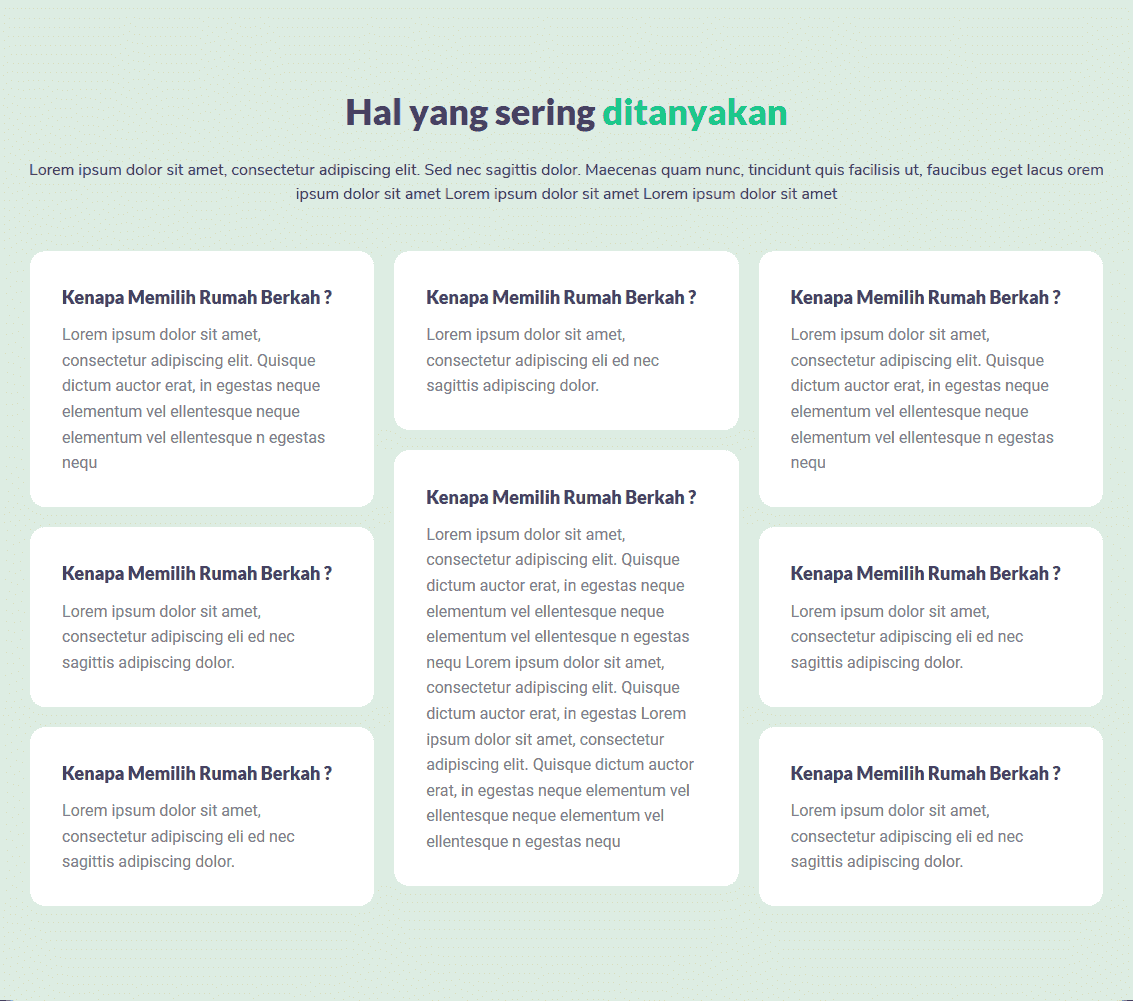 Hal yang sering ditanyakan
Lorem ipsum dolor sit amet, consectetur adipiscing elit. Sed nec sagittis dolor. Maecenas quam nunc, tincidunt quis facilisis ut, faucibus eget lacus orem
ipsum dolor sit amet Lorem ipsum dolor sit amet Lorem ipsum dolor sit amet
Kenapa Memilih Rumah Berkah ?
Lorem ipsum dolor sit amet,
consectetur adipiscing elit. Quisque
dictum auctor erat, in egestas neque
elementum vel ellentesque neque
elementum vel ellentesque n egestas
nequ
Kenapa Memilih Rumah Berkah ?
Lorem ipsum dolor sit amet,
consectetur adipiscing eli ed nec
sagittis adipiscing dolor.
Kenapa Memilih Rumah Berkah ?
Lorem ipsum dolor sit amet,
consectetur adipiscing eli ed nec
sagittis adipiscing dolor.
Kenapa Memilih Rumah Berkah ?
Lorem ipsum dolor sit amet,
consectetur adipiscing eli ed nec
sagittis adipiscing dolor.
Kenapa Memilih Rumah Berkah ?
Lorem ipsum dolor sit amet,
consectetur adipiscing elit. Quisque
dictum auctor erat, in egestas neque
elementum vel ellentesque neque
elementum vel ellentesque n egestas
nequ Lorem ipsum dolor sit amet,
consectetur adipiscing elit. Quisque
dictum auctor erat, in egestas Lorem
ipsum dolor sit amet, consectetur
adipiscing elit. Quisque dictum auctor
erat, in egestas neque elementum vel
ellentesque neque elementum vel
ellentesque n egestas nequ
Kenapa Memilih Rumah Berkah ?
Lorem ipsum dolor sit amet,
consectetur adipiscing elit. Quisque
dictum auctor erat, in egestas neque
elementum vel ellentesque neque
elementum vel ellentesque n egestas
nequ
Kenapa Memilih Rumah Berkah ?
Lorem ipsum dolor sit amet,
consectetur adipiscing eli ed nec
sagittis adipiscing dolor.
Kenapa Memilih Rumah Berkah ?
Lorem ipsum dolor sit amet,
consectetur adipiscing eli ed nec
sagittis adipiscing dolor.